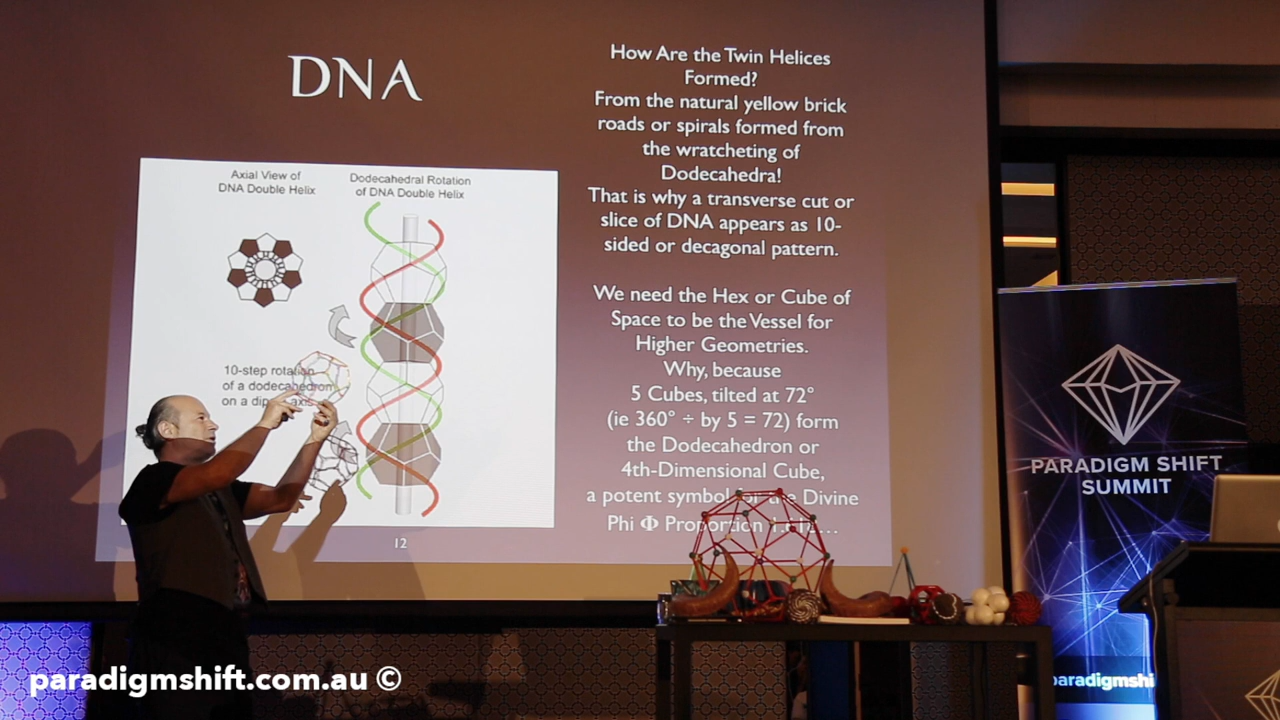 DNA
Axial View of
DNA Double Helix
Dodecahedral Rotation
of DNA Double Helix
10-step rotation
of a dodecahedron
on a axis
12
How Are the Twin Helices
Formed?
From the natural yellow brick
roads or spirals formed from
the wratcheting of
Dodecahedra!
That is why a transverse cut or
slice of DNA appears as 10-
sided or decagonal pattern.
We need the Hex or Cube of
Space to be the Vessel for
Higher Geometries.
Why, because
5 Cubes, tilted at 72°
(ie 360° ÷ by 5 = 72) form
the Dodecahedron or
4th-Dimensional Cube,
a potent symbol for the Divine
Phi Φ Proportion
PARADIGM SHIFT
SUMMIT
paradigmshi
paradigmshift.com.au ©